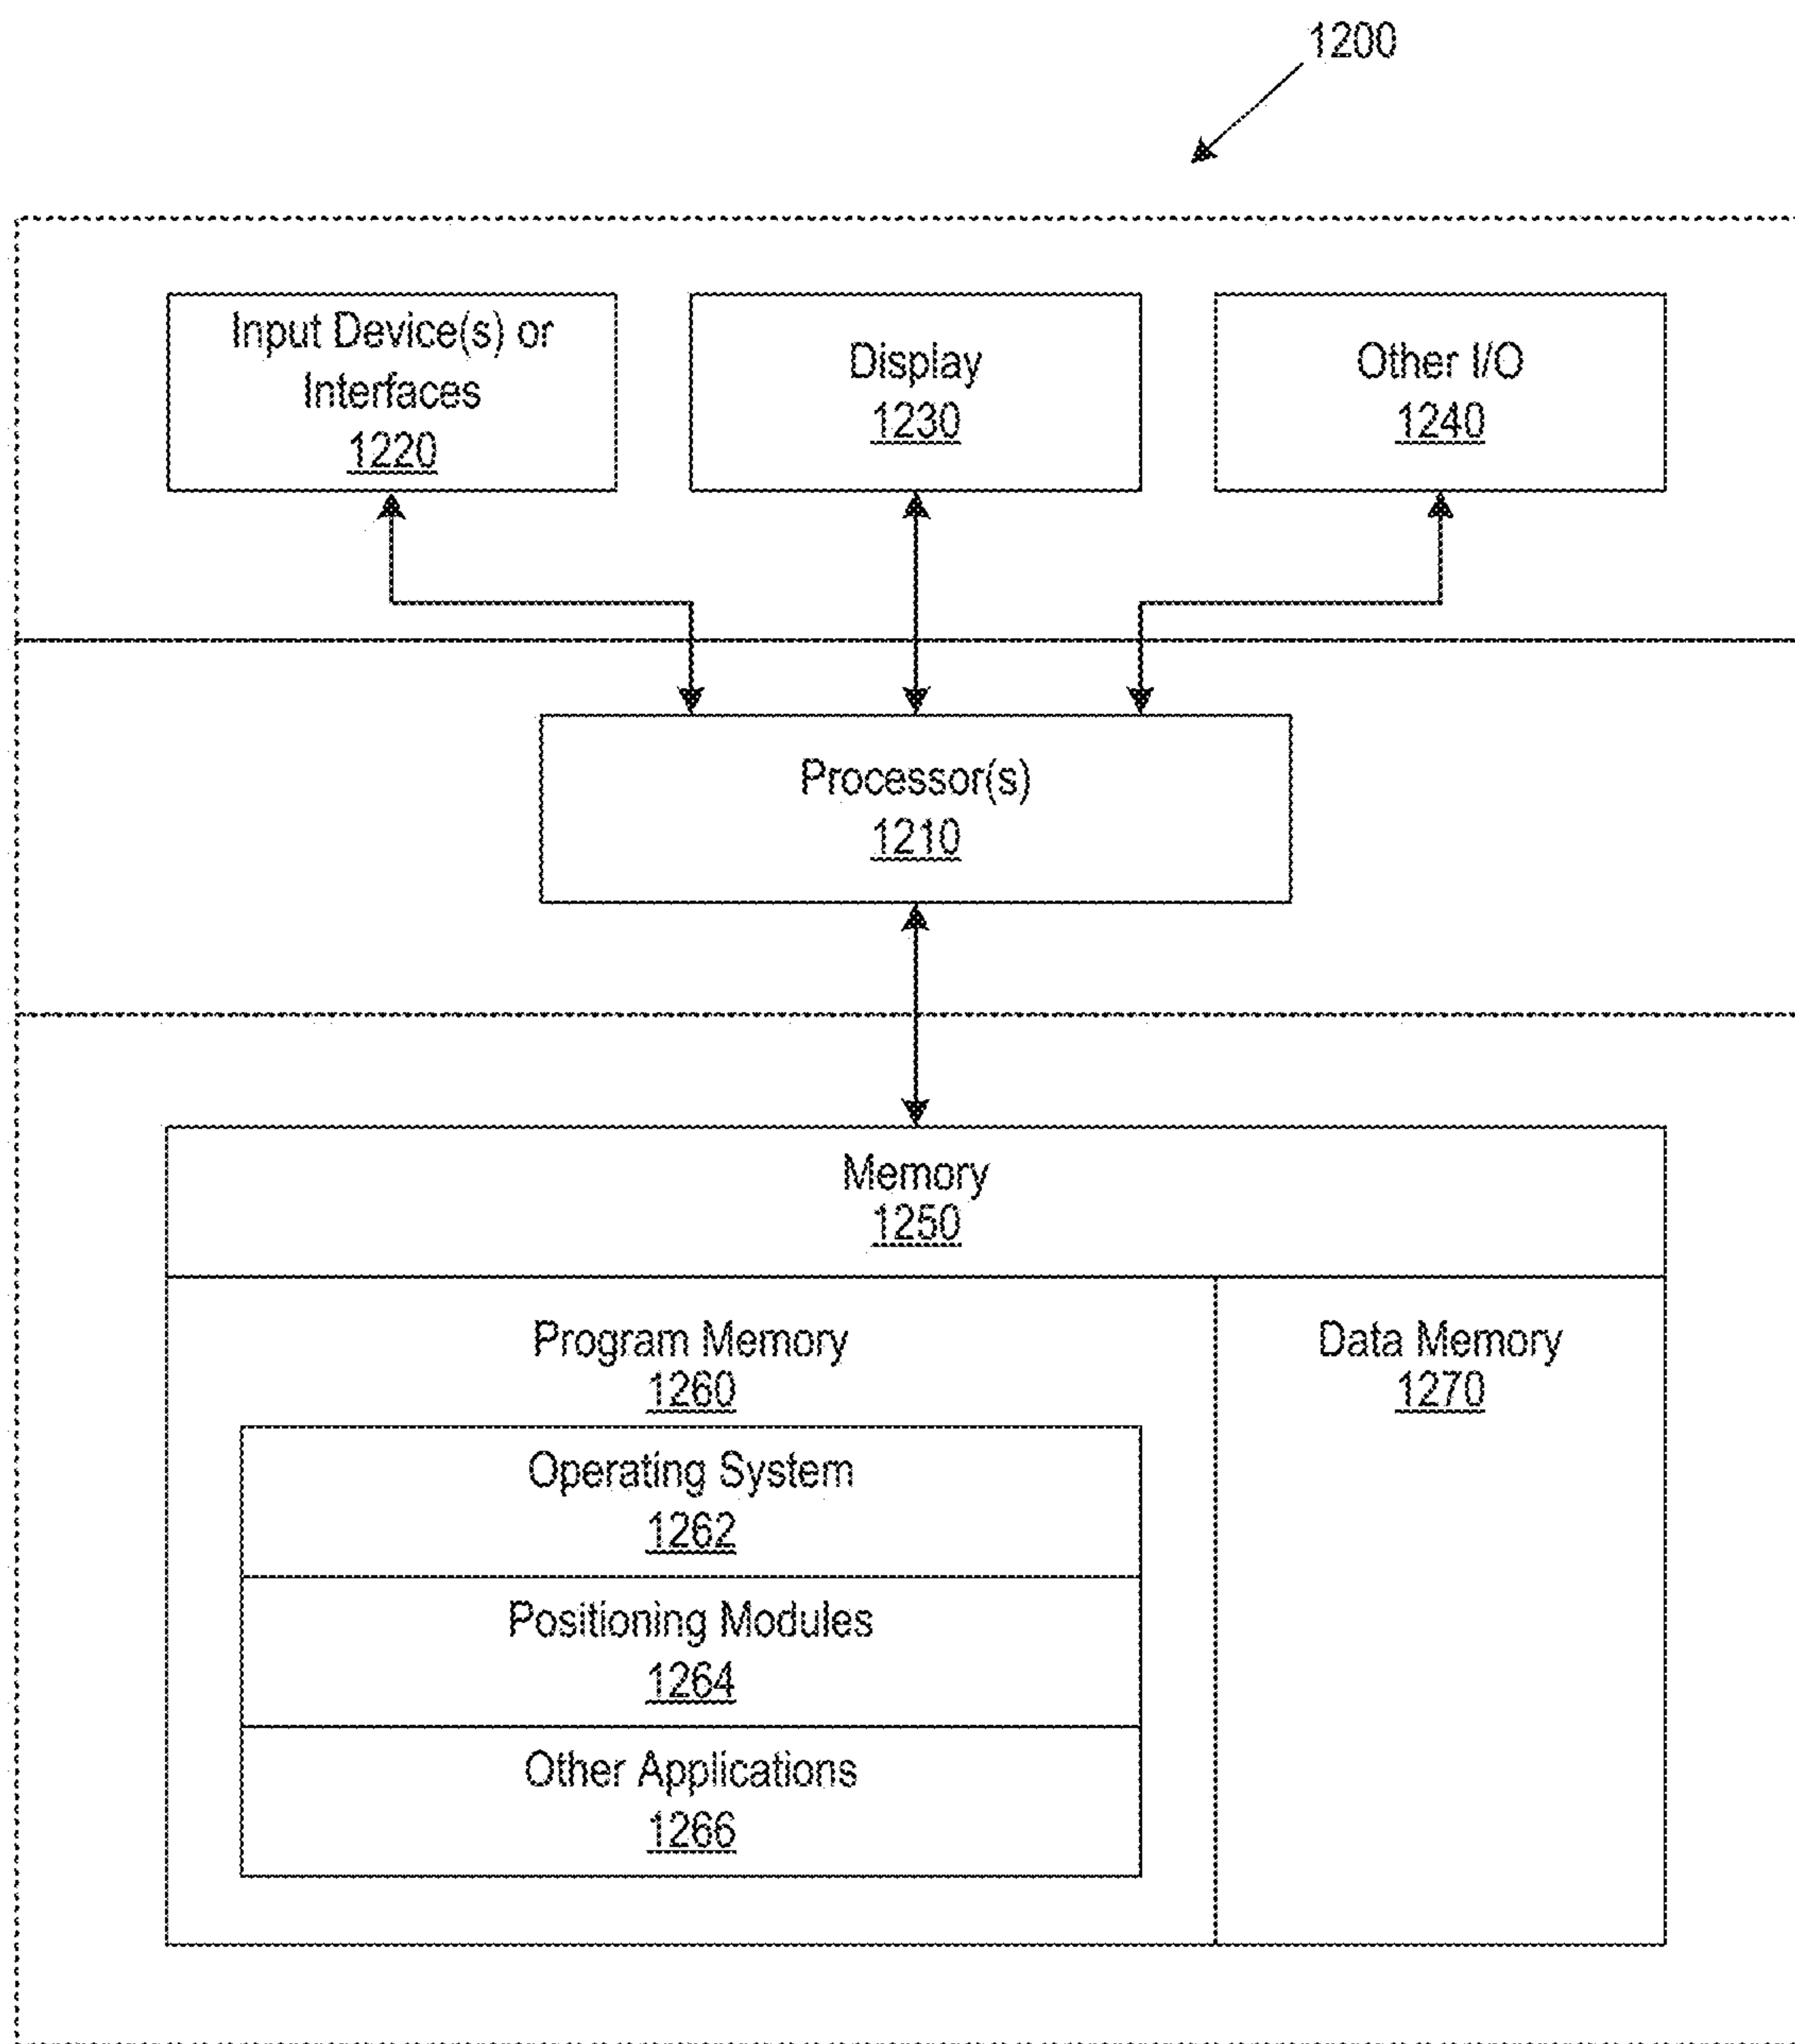 1200
Input Device(s) or
Interfaces
1220
Display
1230
Other I/O
1240
Processor(s)
1210
Memory
1250
Program Memory
1260
Data Memory
1270
Operating System
1262
Positioning Modules
1264
Other Applications
1266